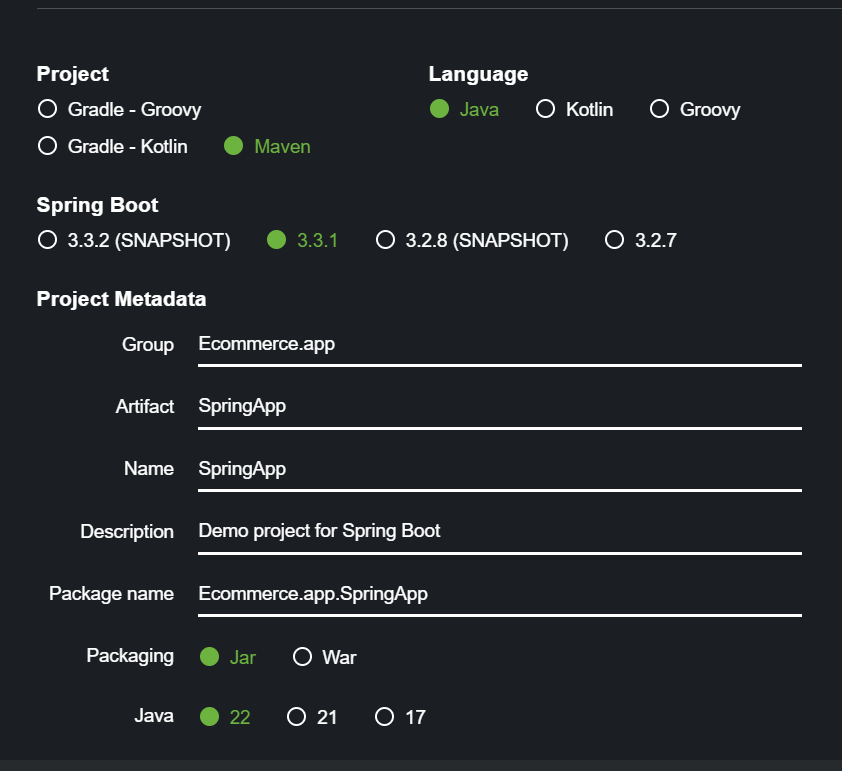 Project
Language
Gradle - Groovy
Java Kotlin Groovy
Gradle - Kotlin Maven
Spring Boot
3.3.2 (SNAPSHOT) 3.3.1 3.2.8 (SNAPSHOT) 3.2.7
Project Metadata
Group Ecommerce.app
Artifact SpringApp
Name SpringApp
Description Demo project for Spring Boot
Package name Ecommerce.app.SpringApp
Packaging Jar War
Java 22 21 17